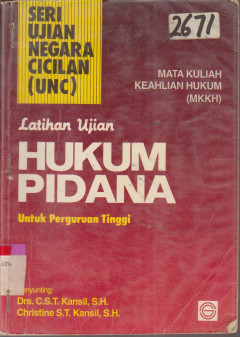 SERI
UJIAN
NEGARA
CICILAN
(UNC)
2671
MATA KULIAH
KEAHLIAN HUKUM
(MKKH)
Latihan Ujian
HUKUM
PIDANA
Untuk Perguruan Tinggi
Drs. C.S.T. Kansil, S.H.
Christine S.T. Kansil, S.H.